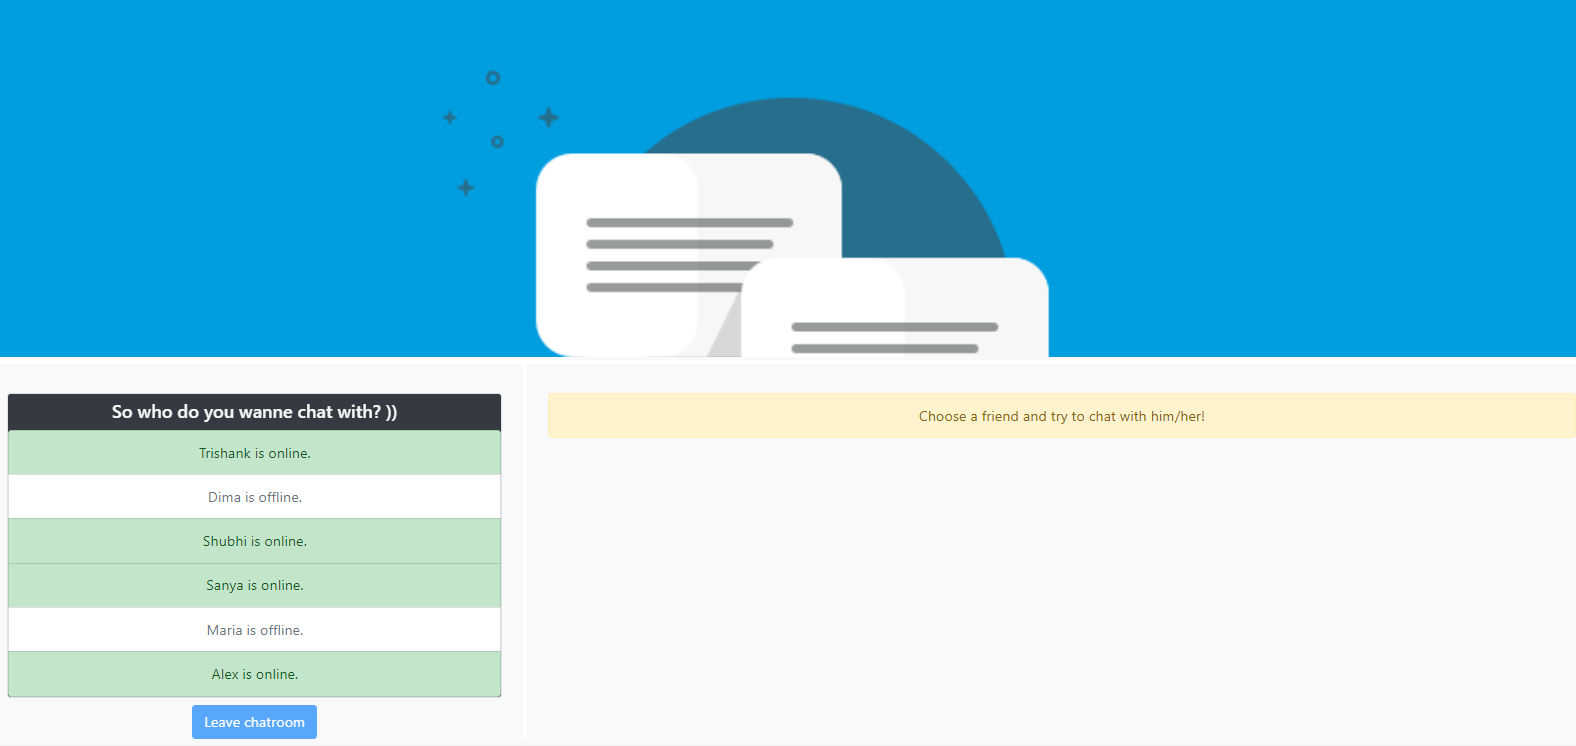 So who do you wanne chat with? ))
Trishank is online.
Dima is offline.
Shubhi is online.
Sanya is online.
Maria is offline.
Alex is online.
Leave chatroom
Choose a friend and try to chat with him/her!